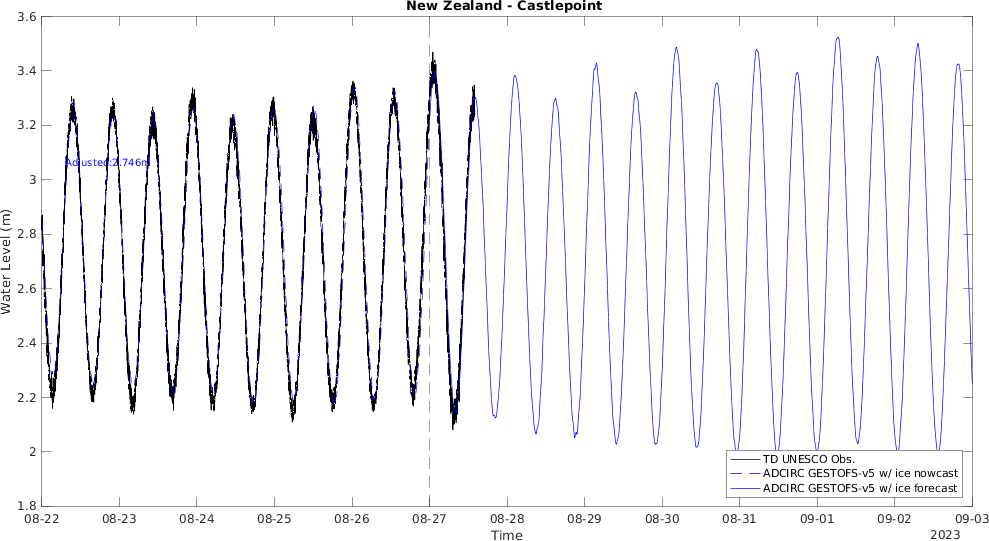 New Zealand - Castlepoint
3.6
3.4
3.2
3
2.8
2.6
2.4
2.2
2
1.8
Water Level (m)
Adjusted:2.746m
TD UNESCO Obs.
ADCIRC GESTOFS-v5 w/ ice nowcast
ADCIRC GESTOFS-v5 w/ ice forecast
08-22 08-23 08-24 08-25 08-26 08-27 08-28 08-29 08-30 08-31 09-01 09-02 09-03
Time
2023